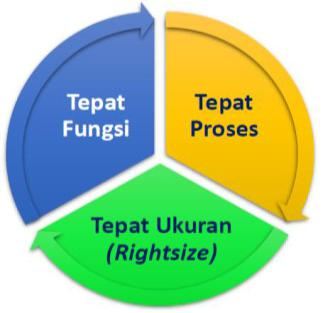 Tepat
Fungsi
Tepat
Proses
Tepat Ukuran
(Rightsize)